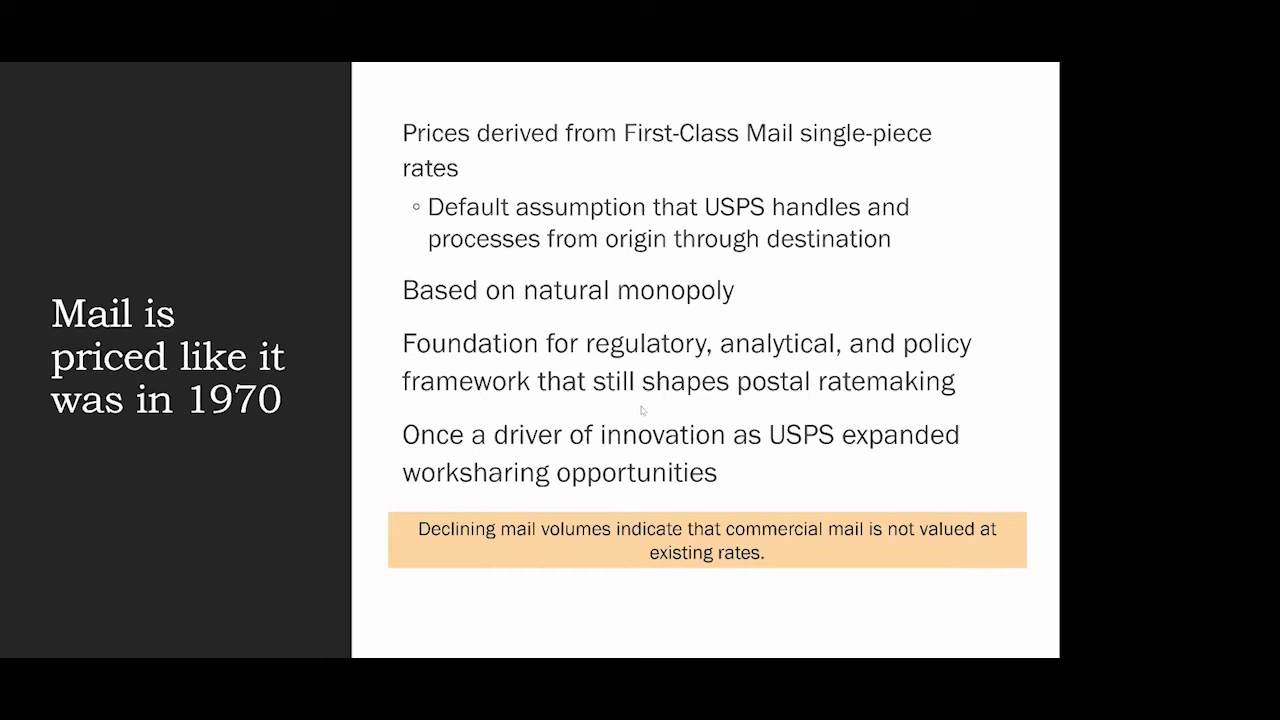 Mail is
priced like it
was in 1970
Prices derived from First-Class Mail single-piece
rates
Default assumption that USPS handles and
processes from origin through destination
Based on natural monopoly
Foundation for regulatory, analytical, and policy
framework that still shapes postal ratemaking
Once a driver of innovation as USPS expanded
worksharing opportunities
Declining mail volumes indicate that commercial mail is not valued at
existing rates.